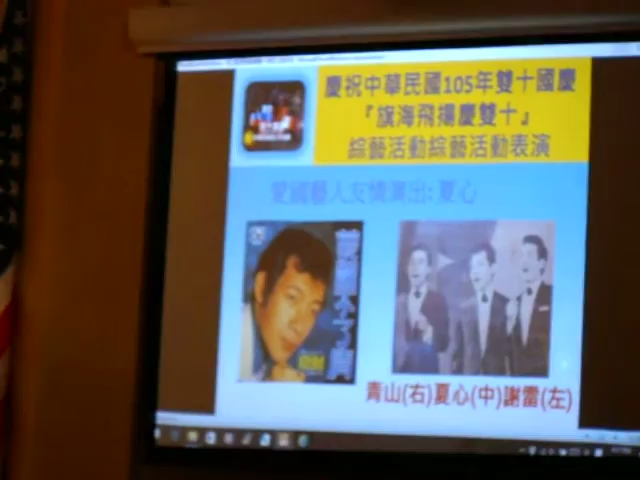 慶祝中華民國105年雙十國慶
『旗海飛揚慶雙十』
綜藝活動綜藝活動表演
愛國藝人友情演出:夏心
青山(右)夏心(中)謝雷(左)